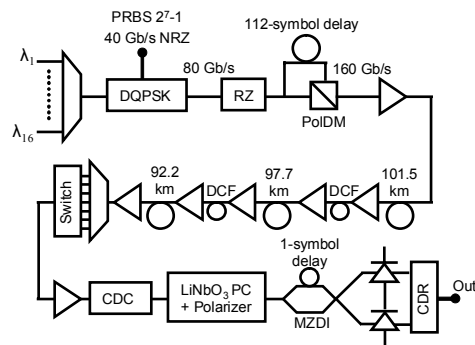 PRBS 2⁷-1
40 Gb/s NRZ
112-symbol delay
λ₁
λ₁₆
DQPSK
80 Gb/s
RZ
160 Gb/s
PolDM
Switch
92.2 km
DCF
97.7 km
DCF
101.5 km
1-symbol delay
CDC
LiNbO₃ PC
+ Polarizer
MZDI
CDR
Out